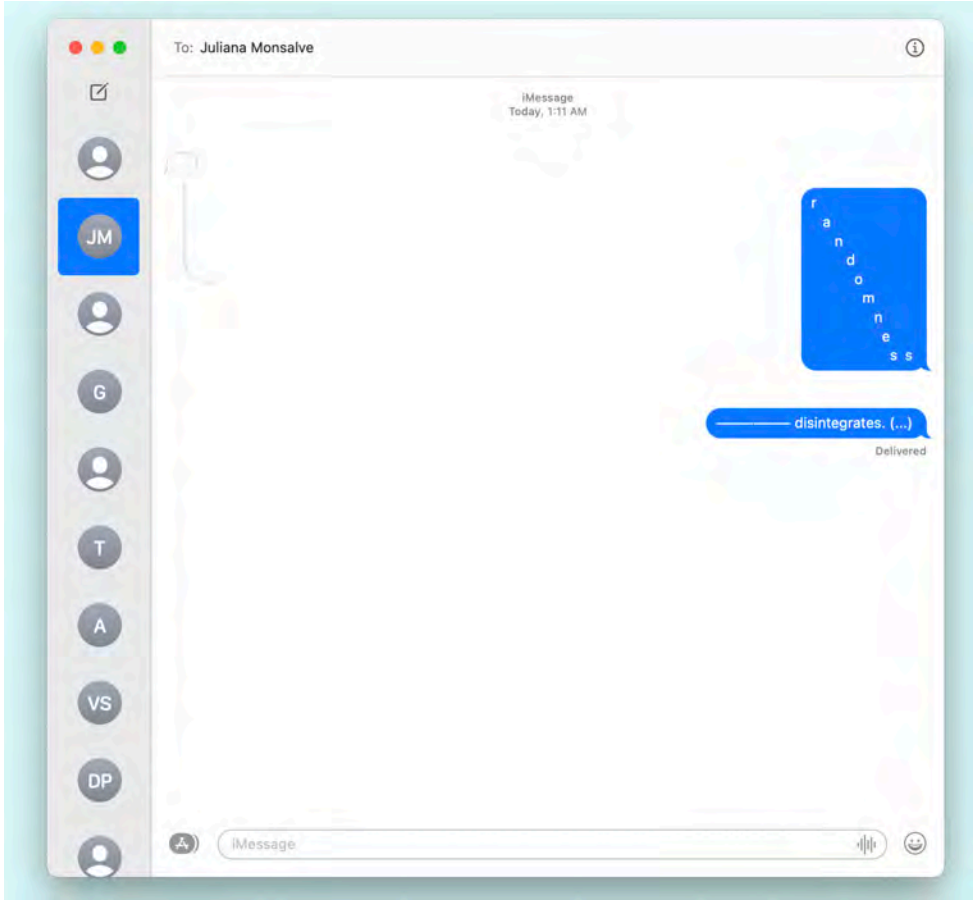 To: Juliana Monsalve
iMessage
Today, 1:11 AM
JM
G
T
A
VS
DP
r
a
n
d
o
m
n
e
s s
———— disintegrates. (...)
Delivered
iMessage